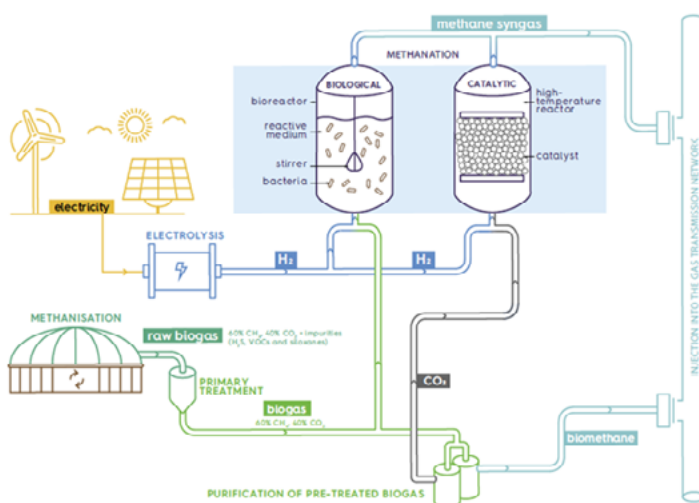 methane syngas
METHANATION
BIOLOGICAL
CATALYTIC
bioreactor
high-
temperature
reactor
reactive
medium
stirrer
catalyst
bacteria
electricity
ELECTROLYSIS
H₂
H₂
METHANISATION
raw biogas
60% CH₄, 40% CO₂ + impurities
(H₂S, VOCs and siloxanes)
PRIMARY
TREATMENT
biogas
60% CH₄, 40% CO₂
CO₂
biomethane
PURIFICATION OF PRE-TREATED BIOGAS
INJECTION INTO THE GAS TRANSMISSION NETWORK